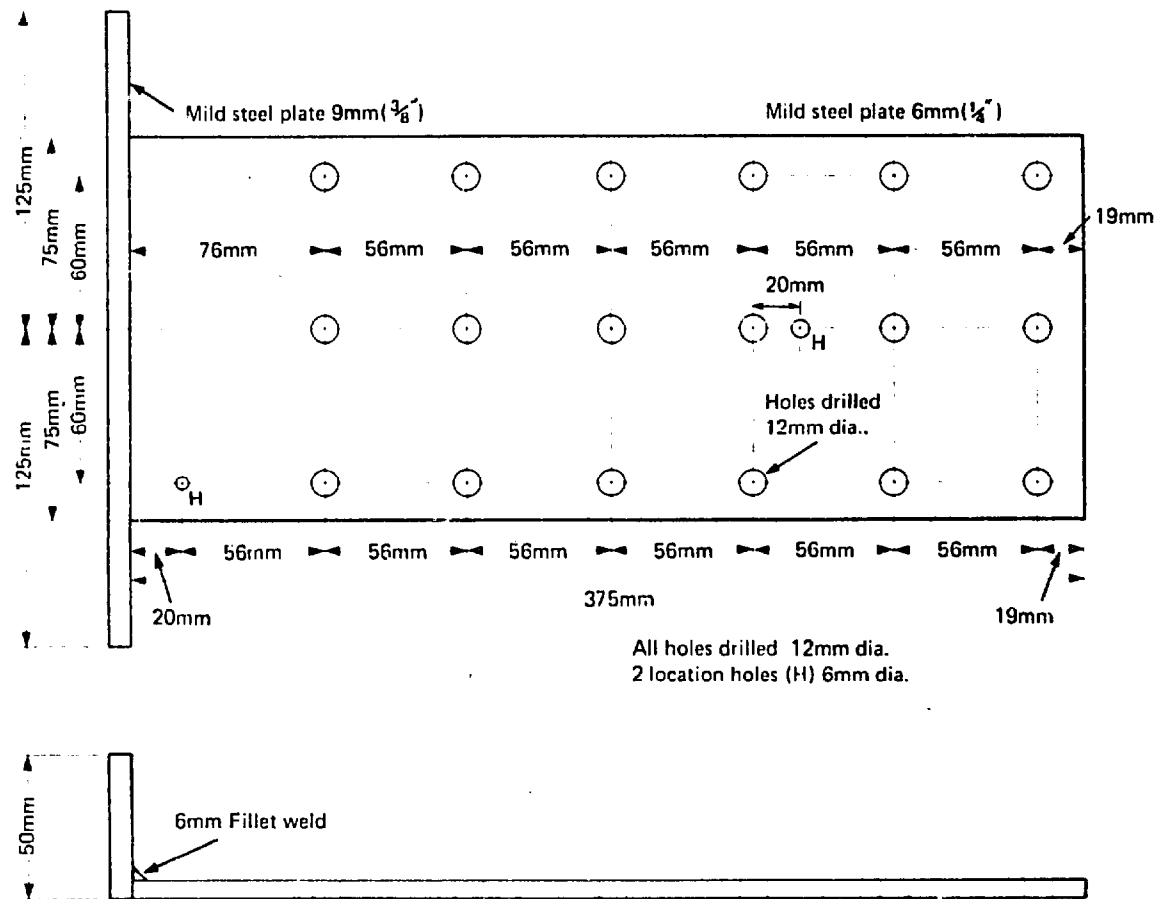 Mild steel plate 9mm(3/8")
Mild steel plate 6mm(1/4")
125mm
75mm
60mm
19mm
76mm
56mm
56mm
56mm
56mm
56mm
20mm
H
125mm
75mm
60mm
Holes drilled
12mm dia..
H
56mm
56mm
56mm
56mm
56mm
56mm
20mm
375mm
19mm
All holes drilled 12mm dia.
2 location holes (H) 6mm dia.
50mm
6mm Fillet weld